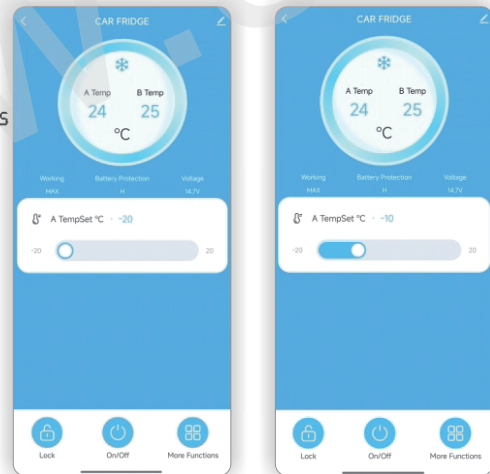 CAR FRIDGE
A Temp B Temp
24 25
°C
Working Battery Protection Voltage
MAX H 14.7V
A TempSet °C · -20
-20 20
Lock On/Off More Functions
CAR FRIDGE
A Temp B Temp
24 25
°C
Working Battery Protection Voltage
MAX H 14.7V
A TempSet °C · -10
-20 20
Lock On/Off More Functions